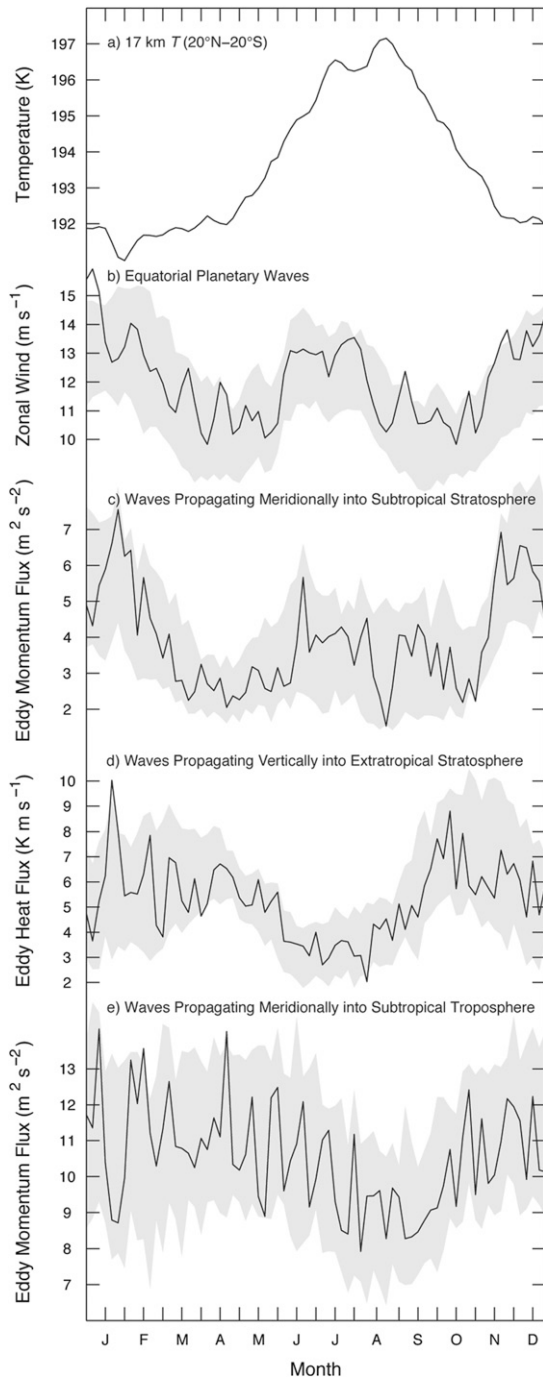 a) 17 km T (20°N–20°S)
Temperature (K)
197
196
195
194
193
192
b) Equatorial Planetary Waves
Zonal Wind (m s⁻¹)
15
14
13
12
11
10
c) Waves Propagating Meridionally into Subtropical Stratosphere
Eddy Momentum Flux (m² s⁻²)
7
6
5
4
3
2
d) Waves Propagating Vertically into Extratropical Stratosphere
Eddy Heat Flux (K m s⁻¹)
10
9
8
7
6
5
4
3
2
e) Waves Propagating Meridionally into Subtropical Troposphere
Eddy Momentum Flux (m² s⁻²)
13
12
11
10
9
8
7
J F M A M J J A S O N D
Month